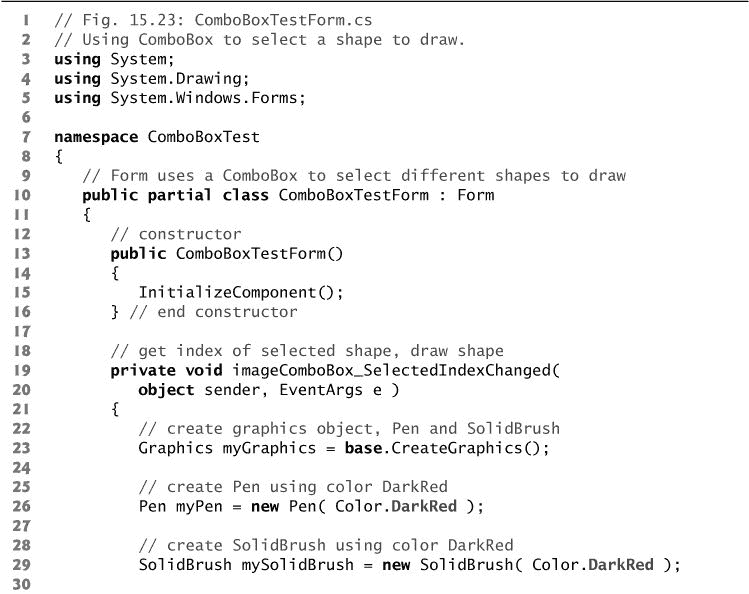 1 // Fig. 15.23: ComboBoxTestForm.cs
2 // Using ComboBox to select a shape to draw.
3 using System;
4 using System.Drawing;
5 using System.Windows.Forms;
6
7 namespace ComboBoxTest
8 {
9 // Form uses a ComboBox to select different shapes to draw
10 public partial class ComboBoxTestForm : Form
11 {
12 // constructor
13 public ComboBoxTestForm()
14 {
15 InitializeComponent();
16 } // end constructor
17
18 // get index of selected shape, draw shape
19 private void imageComboBox_SelectedIndexChanged(
20 object sender, EventArgs e )
21 {
22 // create graphics object, Pen and SolidBrush
23 Graphics myGraphics = base.CreateGraphics();
24
25 // create Pen using color DarkRed
26 Pen myPen = new Pen( Color.DarkRed );
27
28 // create SolidBrush using color DarkRed
29 SolidBrush mySolidBrush = new SolidBrush( Color.DarkRed );
30